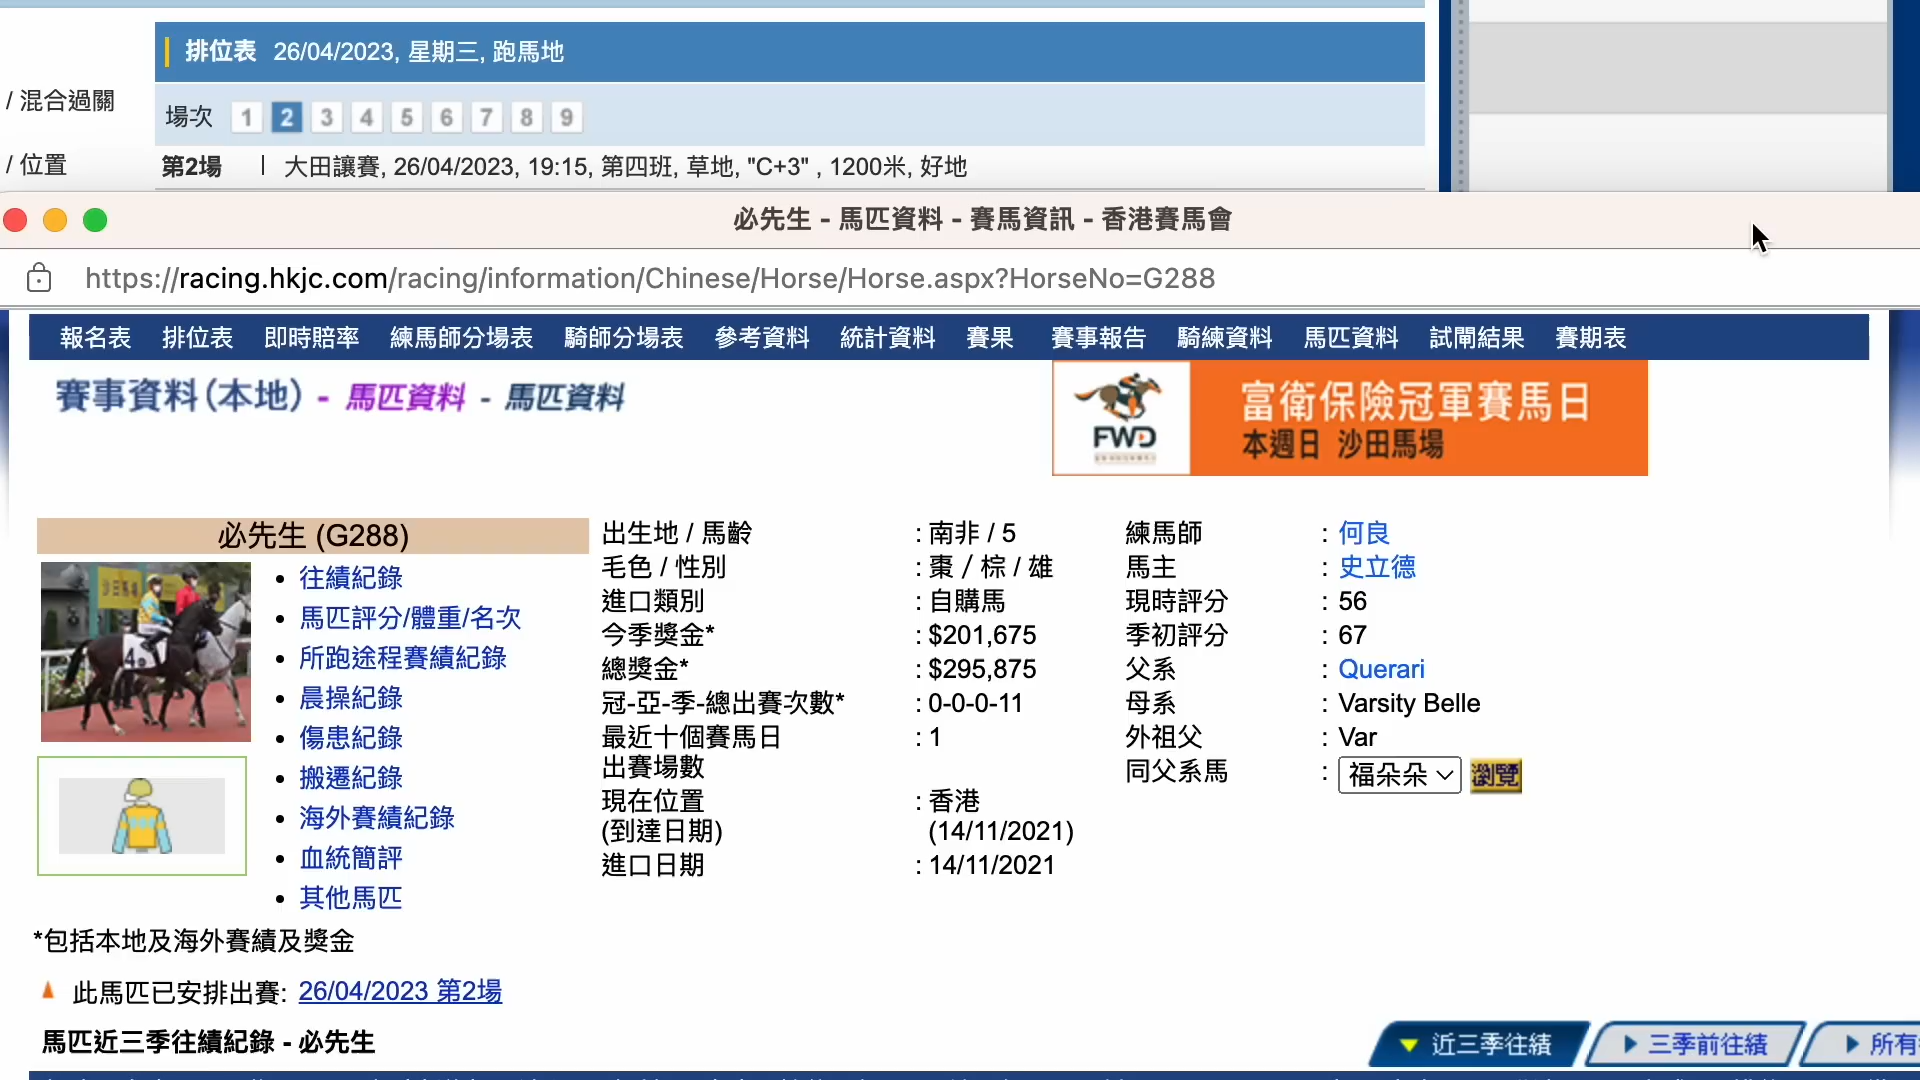 排位表 26/04/2023, 星期三, 跑馬地
/ 混合過關
場次 1 2 3 4 5 6 7 8 9
/ 位置
第2場 | 大田讓賽, 26/04/2023, 19:15, 第四班, 草地, "C+3" , 1200米, 好地
必先生 - 馬匹資料 - 賽馬資訊 - 香港賽馬會
https://racing.hkjc.com/racing/information/Chinese/Horse/Horse.aspx?HorseNo=G288
報名表 排位表 即時賠率 練馬師分場表 騎師分場表 參考資料 統計資料 賽果 賽事報告 騎練資料 馬匹資料 試閘結果 賽期表
賽事資料(本地) - 馬匹資料 - 馬匹資料
FWD
富衛保險冠軍賽馬日
本週日 沙田馬場
必先生 (G288)
往績紀錄
馬匹評分/體重/名次
所跑途程賽績紀錄
晨操紀錄
傷患紀錄
搬遷紀錄
海外賽績紀錄
血統簡評
其他馬匹
出生地 / 馬齡 : 南非 / 5
毛色 / 性別 : 棗 / 棕 / 雄
進口類別 : 自購馬
今季獎金* : $201,675
總獎金* : $295,875
冠-亞-季-總出賽次數* : 0-0-0-11
最近十個賽馬日 : 1
出賽場數
現在位置 : 香港
(到達日期) (14/11/2021)
進口日期 : 14/11/2021
練馬師 : 何良
馬主 : 史立德
現時評分 : 56
季初評分 : 67
父系 : Querari
母系 : Varsity Belle
外祖父 : Var
同父系馬 : 福朵朵 瀏覽
*包括本地及海外賽績及獎金
此馬匹已安排出賽: 26/04/2023 第2場
馬匹近三季往績紀錄 - 必先生
近三季往績 三季前往績 所有